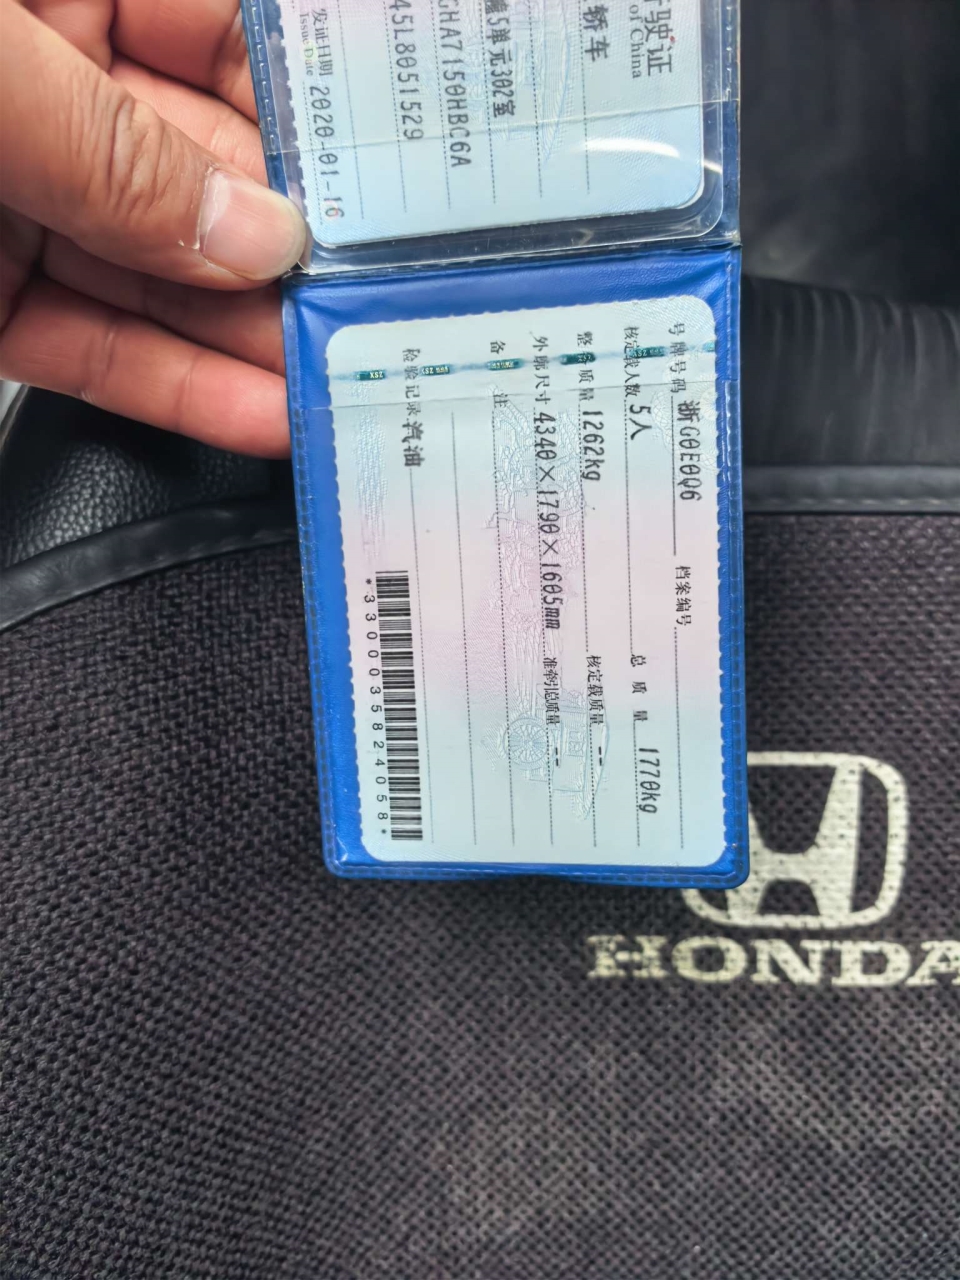 行驶证
of China
轿车
5单元302室
GHA7150HBC6A
45L8051529
发证日期 2020-01-16
Issue Date
号牌号码 浙G0E0Q6 档案编号
核定载人数 5人 总质量 1770kg
整备质量 1262kg 核定载质量 --
外廓尺寸 4340×1790×1605mm 准牵引总质量 --
备注
检验记录 汽油
*3300035824058*
HONDA